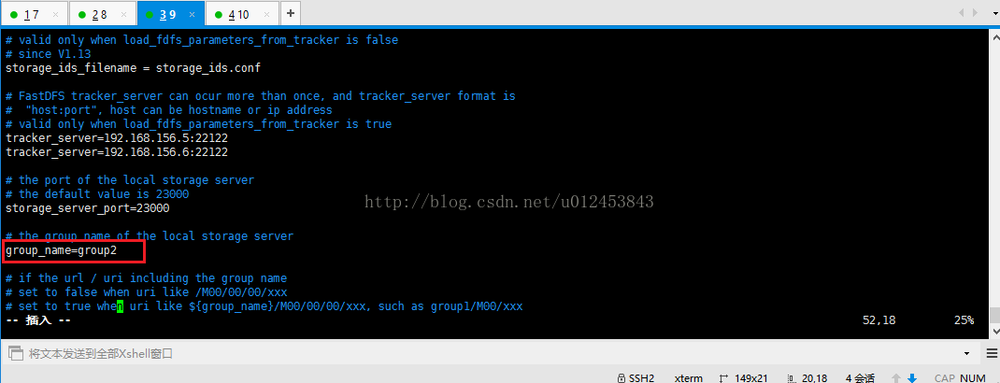 1 7 ×
2 8 ×
3 9 ×
4 10 ×
+
# valid only when load_fdfs_parameters_from_tracker is false
# since V1.13
storage_ids_filename = storage_ids.conf
# FastDFS tracker_server can ocur more than once, and tracker_server format is
#  "host:port", host can be hostname or ip address
# valid only when load_fdfs_parameters_from_tracker is true
tracker_server=192.168.156.5:22122
tracker_server=192.168.156.6:22122
# the port of the local storage server
# the default value is 23000
storage_server_port=23000
http://blog.csdn.net/u012453843
# the group name of the local storage server
group_name=group2
# if the url / uri including the group name
# set to false when uri like /M00/00/00/xxx
# set to true when uri like ${group_name}/M00/00/00/xxx, such as group1/M00/xxx
-- 插入 -- 52,18 25%
将文本发送到全部Xshell窗口
SSH2 xterm 149x21 20,18 4 会话 CAP NUM